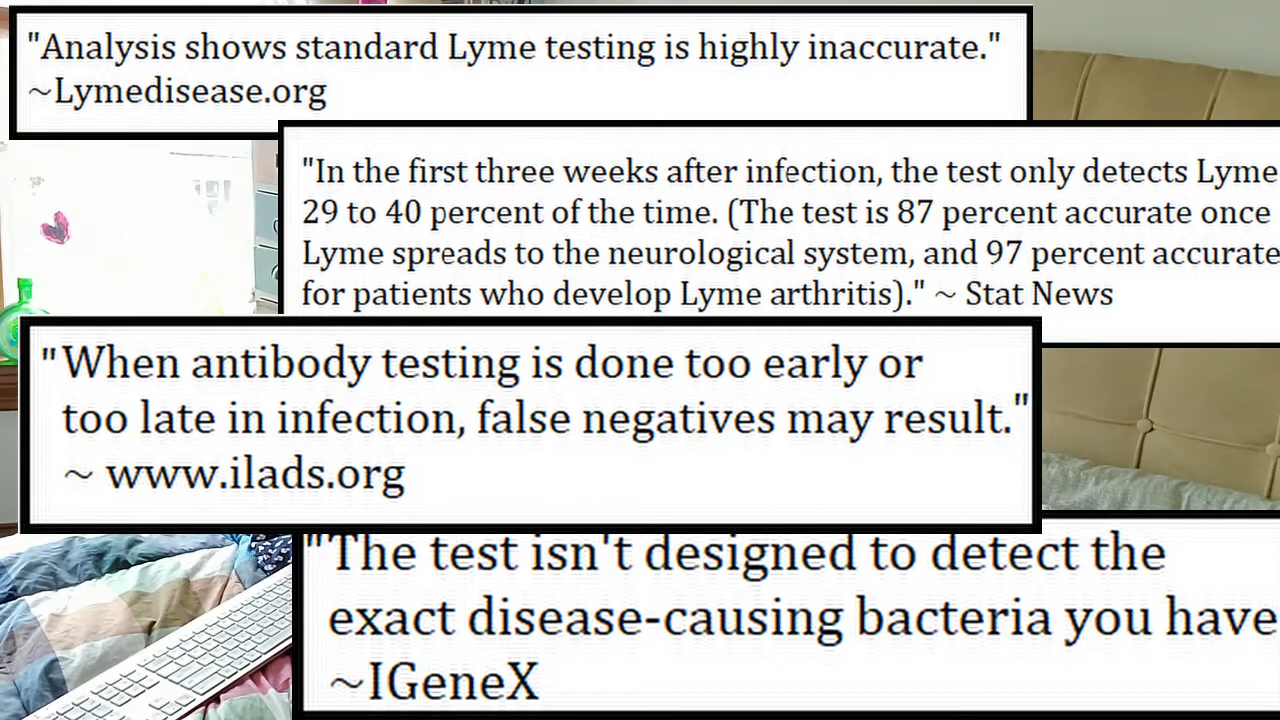 "Analysis shows standard Lyme testing is highly inaccurate."
~Lymedisease.org
"In the first three weeks after infection, the test only detects Lyme
29 to 40 percent of the time. (The test is 87 percent accurate once
Lyme spreads to the neurological system, and 97 percent accurate
for patients who develop Lyme arthritis)." ~ Stat News
"When antibody testing is done too early or
too late in infection, false negatives may result."
~ www.ilads.org
"The test isn't designed to detect the
exact disease-causing bacteria you have
~IGeneX